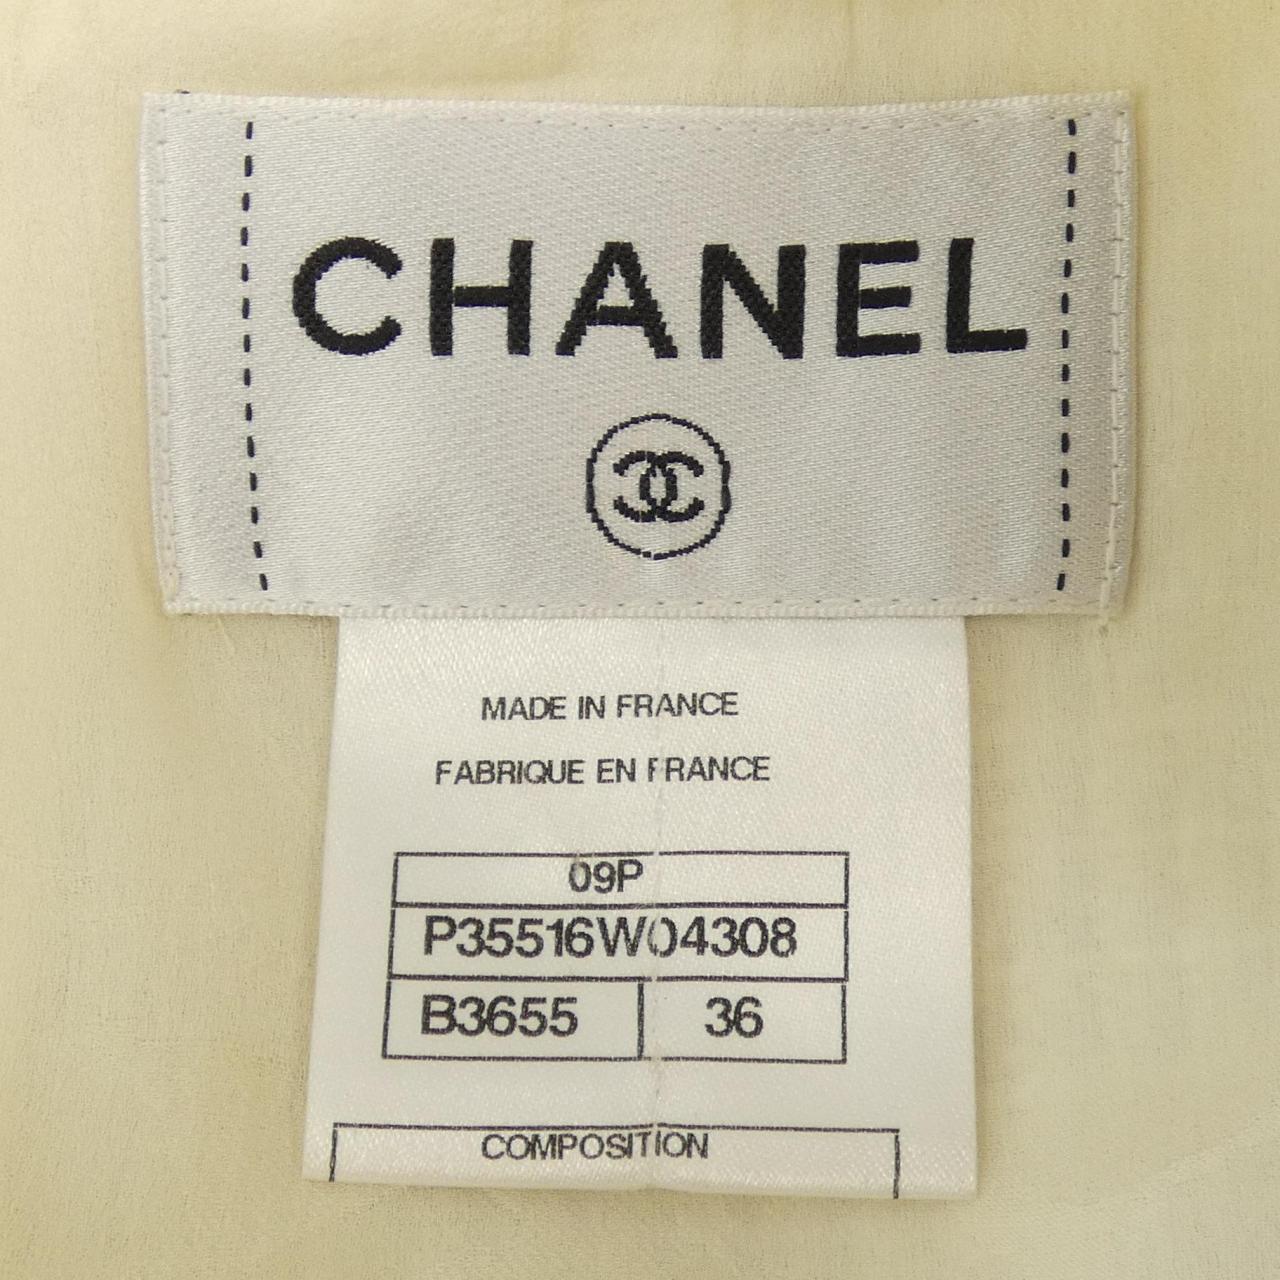 CHANEL
MADE IN FRANCE
FABRIQUE EN FRANCE
09P
P35516W04308
B3655 36
COMPOSITION